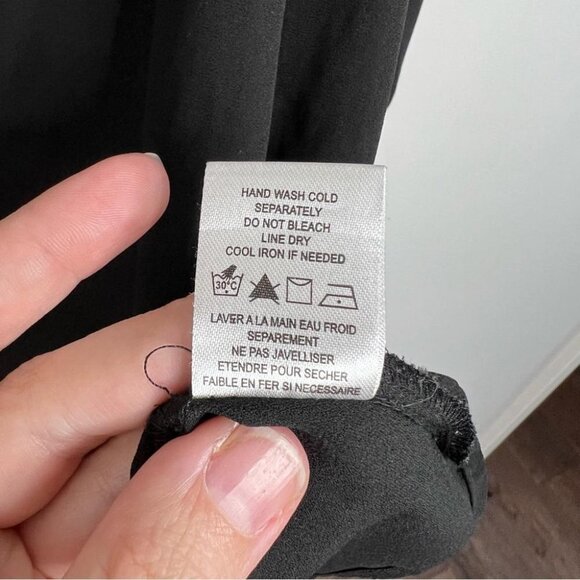 HAND WASH COLD
SEPARATELY
DO NOT BLEACH
LINE DRY
COOL IRON IF NEEDED
30°C
LAVER A LA MAIN EAU FROID
SEPAREMENT
NE PAS JAVELLISER
ETENDRE POUR SECHER
FAIBLE EN FER SI NECESSAIRE